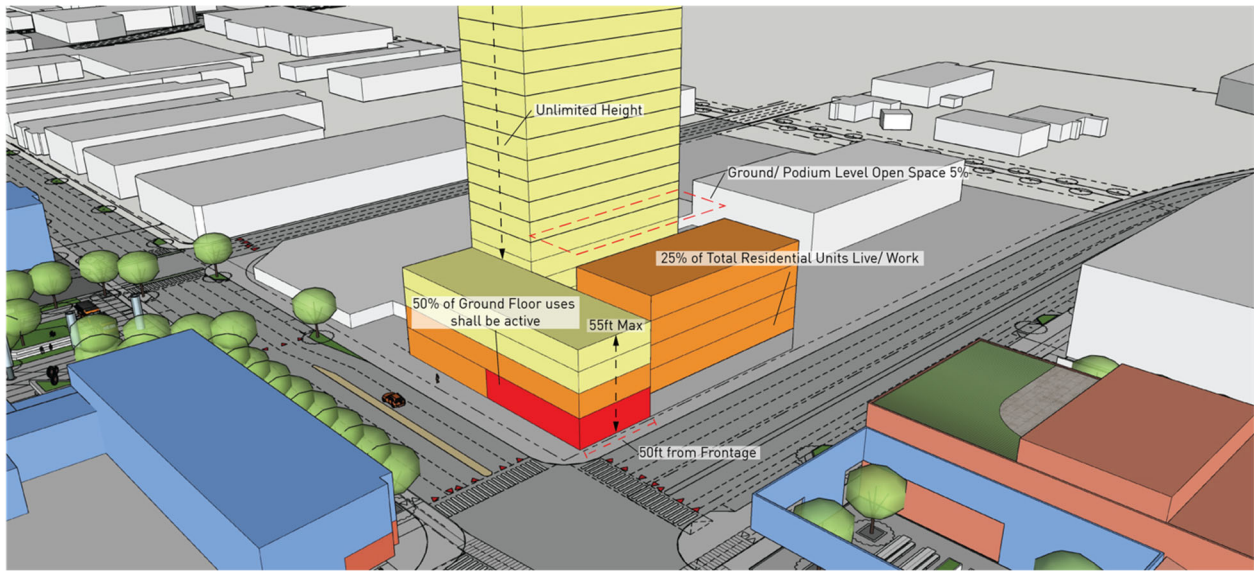 Unlimited Height
Ground/ Podium Level Open Space 5%
25% of Total Residential Units Live/ Work
50% of Ground Floor uses
shall be active
55ft Max
50ft from Frontage